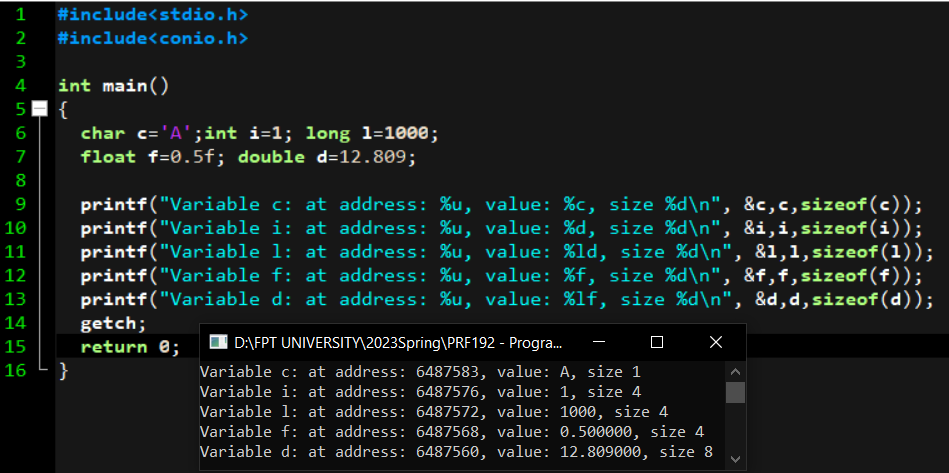 1 #include<stdio.h>
2 #include<conio.h>
3
4 int main()
5 {
6 char c='A';int i=1; long l=1000;
7 float f=0.5f; double d=12.809;
8
9 printf("Variable c: at address: %u, value: %c, size %d\n", &c,c,sizeof(c));
10 printf("Variable i: at address: %u, value: %d, size %d\n", &i,i,sizeof(i));
11 printf("Variable l: at address: %u, value: %ld, size %d\n", &l,l,sizeof(l));
12 printf("Variable f: at address: %u, value: %f, size %d\n", &f,f,sizeof(f));
13 printf("Variable d: at address: %u, value: %lf, size %d\n", &d,d,sizeof(d));
14 getch;
15 return 0;
16 }
D:\FPT UNIVERSITY\2023Spring\PRF192 - Progra...
Variable c: at address: 6487583, value: A, size 1
Variable i: at address: 6487576, value: 1, size 4
Variable l: at address: 6487572, value: 1000, size 4
Variable f: at address: 6487568, value: 0.500000, size 4
Variable d: at address: 6487560, value: 12.809000, size 8